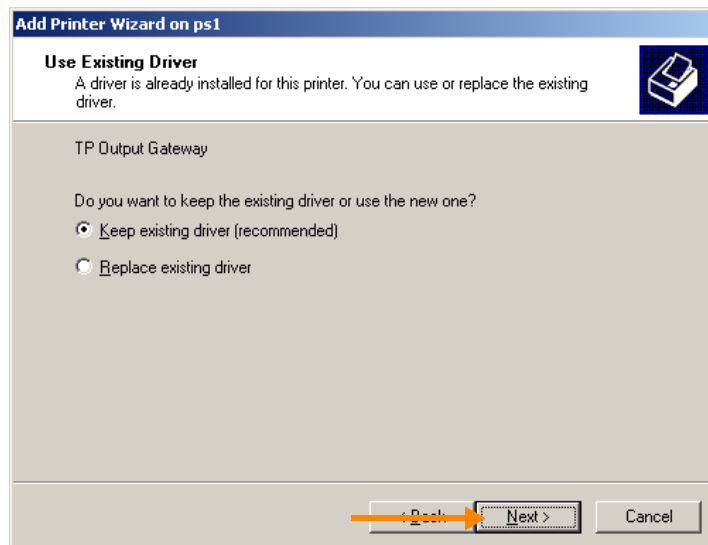 Add Printer Wizard on ps1
Use Existing Driver
A driver is already installed for this printer. You can use or replace the existing
driver.
TP Output Gateway
Do you want to keep the existing driver or use the new one?
Keep existing driver (recommended)
Replace existing driver
< Back Next > Cancel